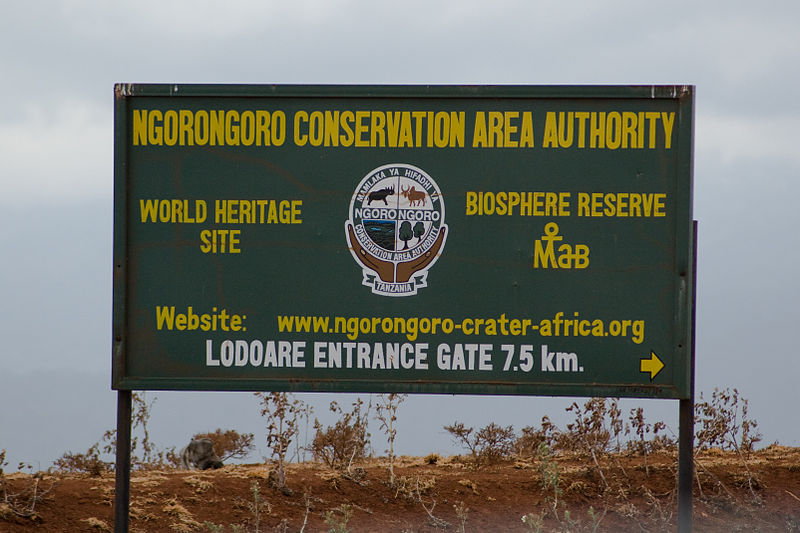 NGORONGORO CONSERVATION AREA AUTHORITY
MAMLAKA YA HIFADHI YA
NGORONGORO
CONSERVATION AREA AUTHORITY
TANZANIA
WORLD HERITAGE
SITE
BIOSPHERE RESERVE
MaB
Website: www.ngorongoro-crater-africa.org
LODOARE ENTRANCE GATE 7.5 km.